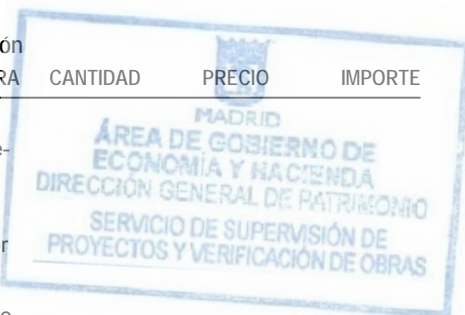 ón
RA CANTIDAD PRECIO IMPORTE
MADRID
ÁREA DE GOBIERNO DE
e-
ECONOMÍA Y HACIENDA
DIRECCIÓN GENERAL DE PATRIMONIO
SERVICIO DE SUPERVISIÓN DE
r
PROYECTOS Y VERIFICACIÓN DE OBRAS